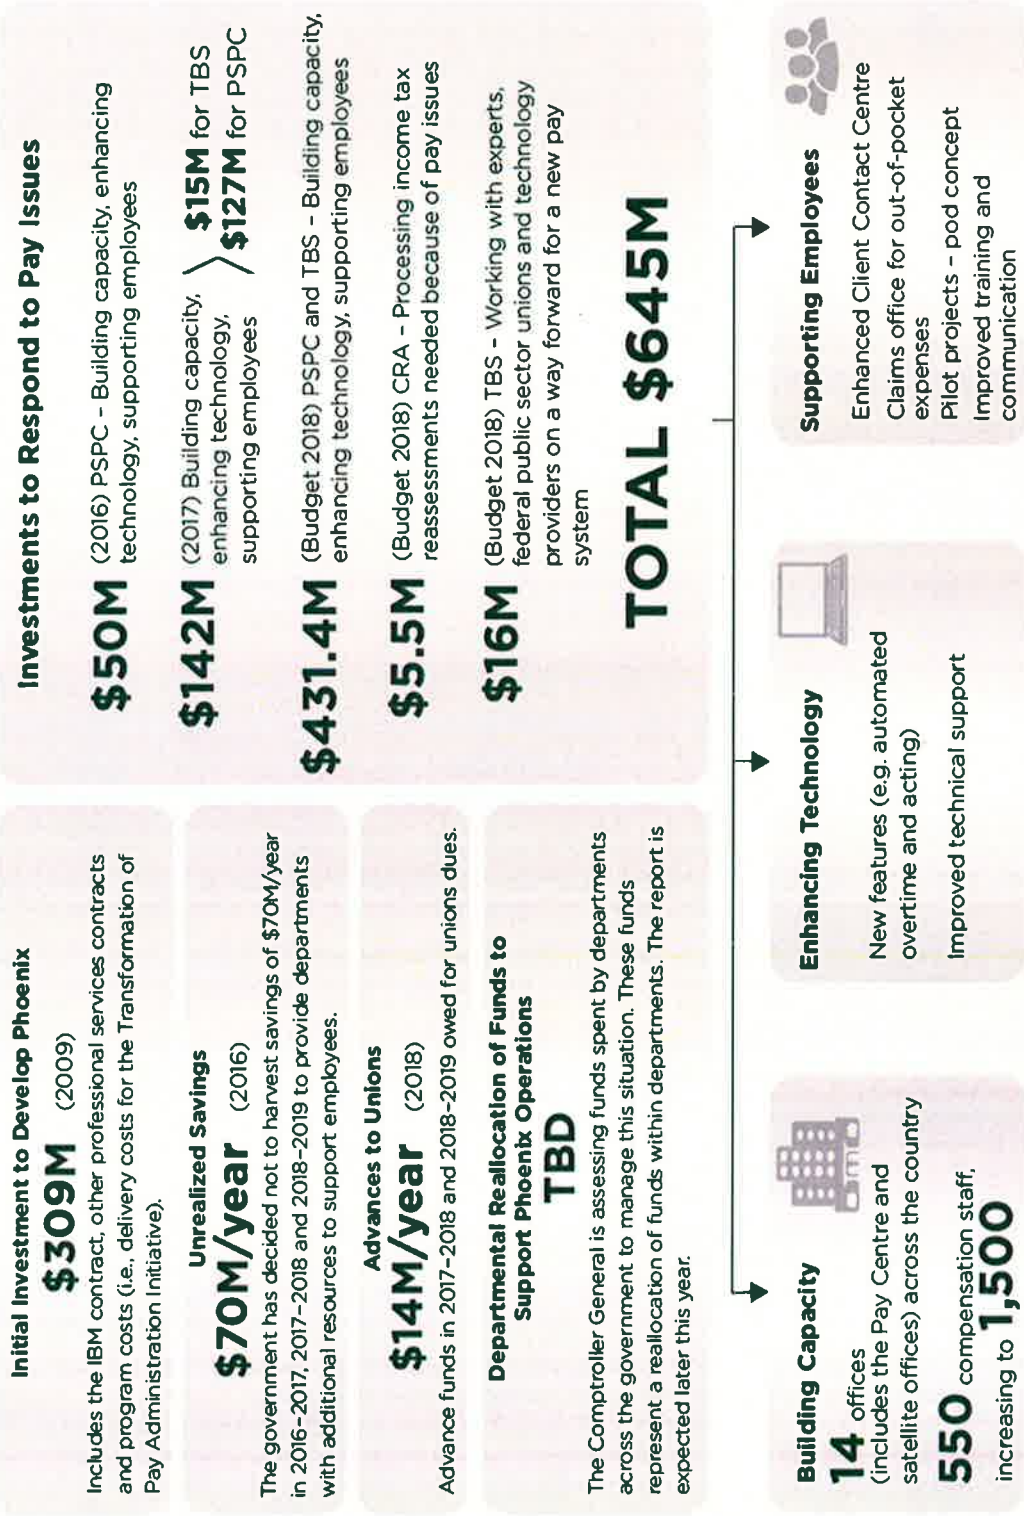 Initial Investment to Develop Phoenix
$309M (2009)
Includes the IBM contract, other professional services contracts
and program costs (i.e., delivery costs for the Transformation of
Pay Administration Initiative).
Unrealized Savings
$70M/year (2016)
The government has decided not to harvest savings of $70M/year
in 2016-2017, 2017-2018 and 2018-2019 to provide departments
with additional resources to support employees.
Advances to Unions
$14M/year (2018)
Advance funds in 2017-2018 and 2018-2019 owed for unions dues.
Departmental Reallocation of Funds to
Support Phoenix Operations
TBD
The Comptroller General is assessing funds spent by departments
across the government to manage this situation. These funds
represent a reallocation of funds within departments. The report is
expected later this year.
Investments to Respond to Pay Issues
$50M (2016) PSPC - Building capacity, enhancing
technology, supporting employees
$142M (2017) Building capacity,
enhancing technology,
supporting employees
$15M for TBS
$127M for PSPC
$431.4M (Budget 2018) PSPC and TBS - Building capacity,
enhancing technology, supporting employees
$5.5M (Budget 2018) CRA - Processing income tax
reassessments needed because of pay issues
$16M (Budget 2018) TBS - Working with experts,
federal public sector unions and technology
providers on a way forward for a new pay
system
TOTAL $645M
Building Capacity
14 offices
(includes the Pay Centre and
satellite offices) across the country
550 compensation staff,
increasing to 1,500
Enhancing Technology
New features (e.g. automated
overtime and acting)
Improved technical support
Supporting Employees
Enhanced Client Contact Centre
Claims office for out-of-pocket
expenses
Pilot projects - pod concept
Improved training and
communication